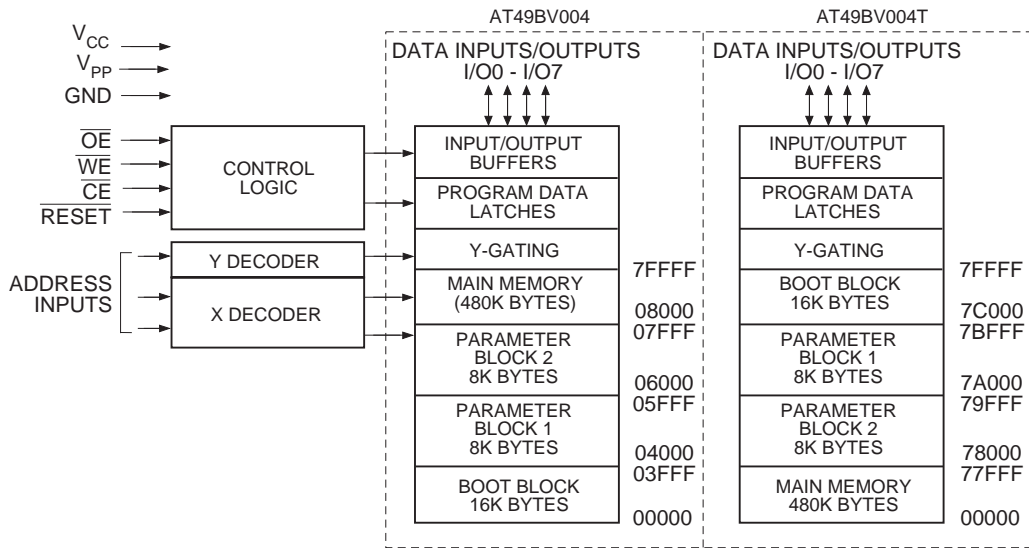 AT49BV004
AT49BV004T
VCC
VPP
GND
OE
WE
CE
RESET
ADDRESS
INPUTS
CONTROL
LOGIC
Y DECODER
X DECODER
DATA INPUTS/OUTPUTS
I/O0 - I/O7
INPUT/OUTPUT
BUFFERS
PROGRAM DATA
LATCHES
Y-GATING
MAIN MEMORY
(480K BYTES)
PARAMETER
BLOCK 2
8K BYTES
PARAMETER
BLOCK 1
8K BYTES
BOOT BLOCK
16K BYTES
7FFFF
08000
07FFF
06000
05FFF
04000
03FFF
00000
DATA INPUTS/OUTPUTS
I/O0 - I/O7
INPUT/OUTPUT
BUFFERS
PROGRAM DATA
LATCHES
Y-GATING
BOOT BLOCK
16K BYTES
PARAMETER
BLOCK 1
8K BYTES
PARAMETER
BLOCK 2
8K BYTES
MAIN MEMORY
480K BYTES
7FFFF
7C000
7BFFF
7A000
79FFF
78000
77FFF
00000